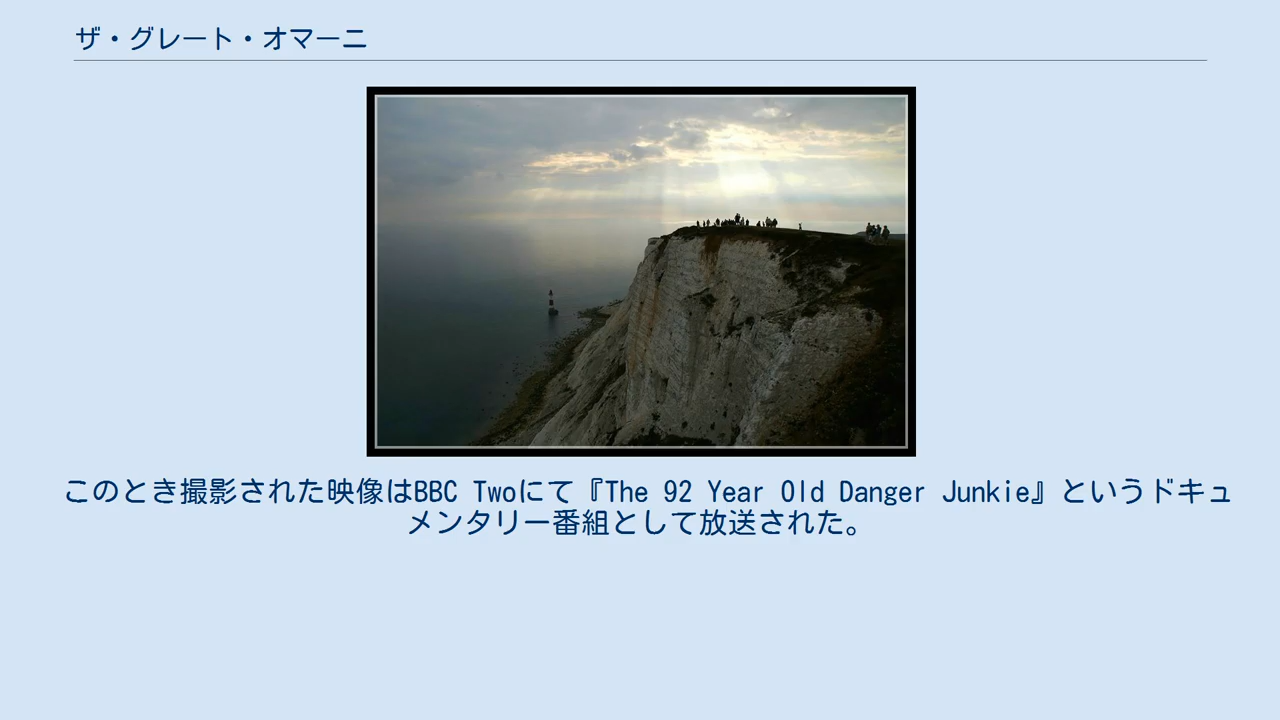 ザ・グレート・オマーニ
このとき撮影された映像はBBC Twoにて『The 92 Year Old Danger Junkie』というドキュ
メンタリー番組として放送された。